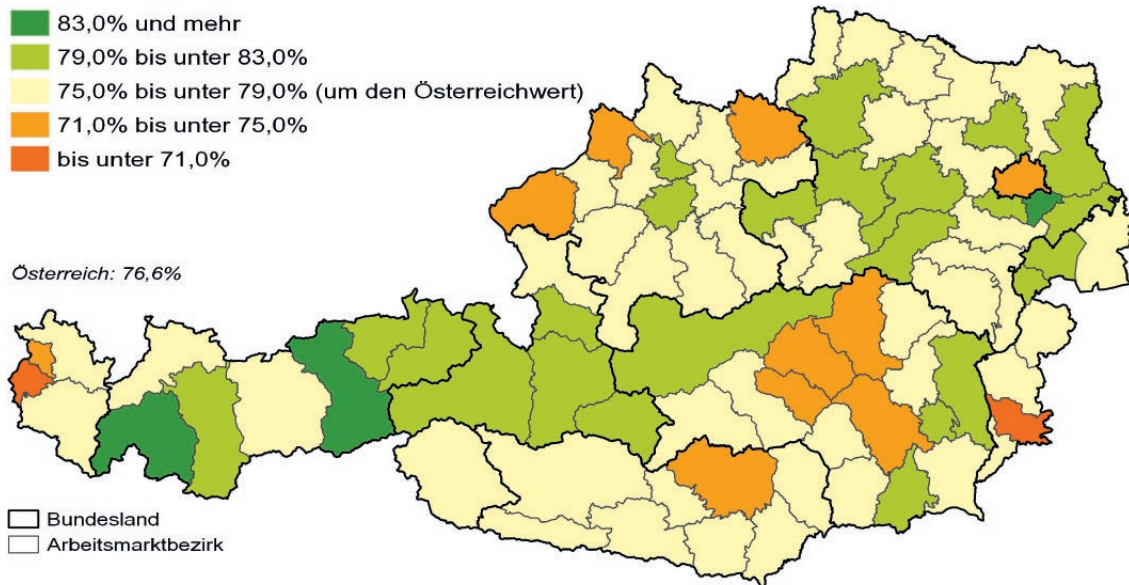 83,0% und mehr
79,0% bis unter 83,0%
75,0% bis unter 79,0% (um den Österreichwert)
71,0% bis unter 75,0%
bis unter 71,0%
Österreich: 76,6%
Bundesland
Arbeitsmarktbezirk